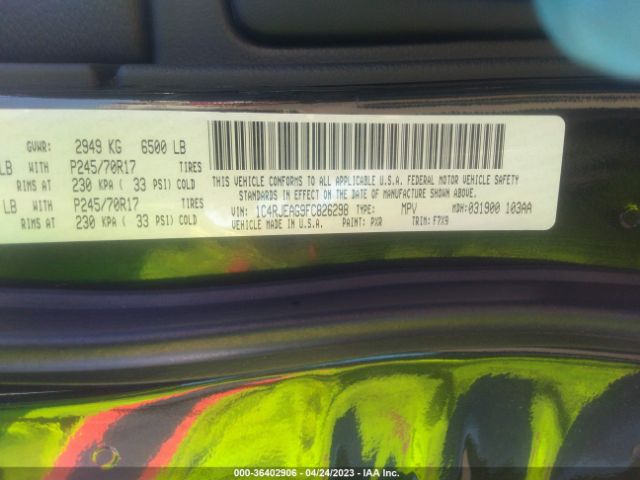 GVWR: 2949 KG 6500 LB
LB WITH P245/70R17 TIRES
RIMS AT 230 KPA ( 33 PSI) COLD
LB WITH P245/70R17 TIRES
RIMS AT 230 KPA ( 33 PSI) COLD
THIS VEHICLE CONFORMS TO ALL APPLICABLE U.S.A. FEDERAL MOTOR VEHICLE SAFETY
STANDARDS IN EFFECT ON THE DATE OF MANUFACTURE SHOWN ABOVE.
VIN: 1C4RJEAG9FC826298 TYPE: MPV MDH: 031900 103AA
VEHICLE MADE IN U.S.A. PAINT: PXR TRIM: F7X9
000-36402906 - 04/24/2023 - IAA Inc.